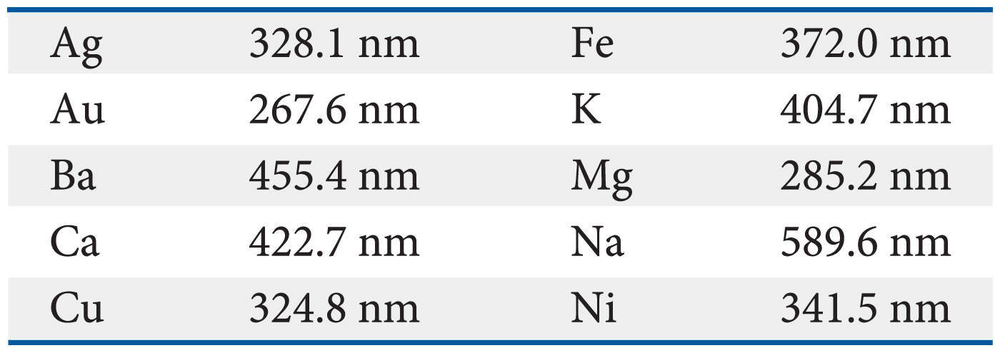 Ag 328.1 nm Fe 372.0 nm
Au 267.6 nm K 404.7 nm
Ba 455.4 nm Mg 285.2 nm
Ca 422.7 nm Na 589.6 nm
Cu 324.8 nm Ni 341.5 nm